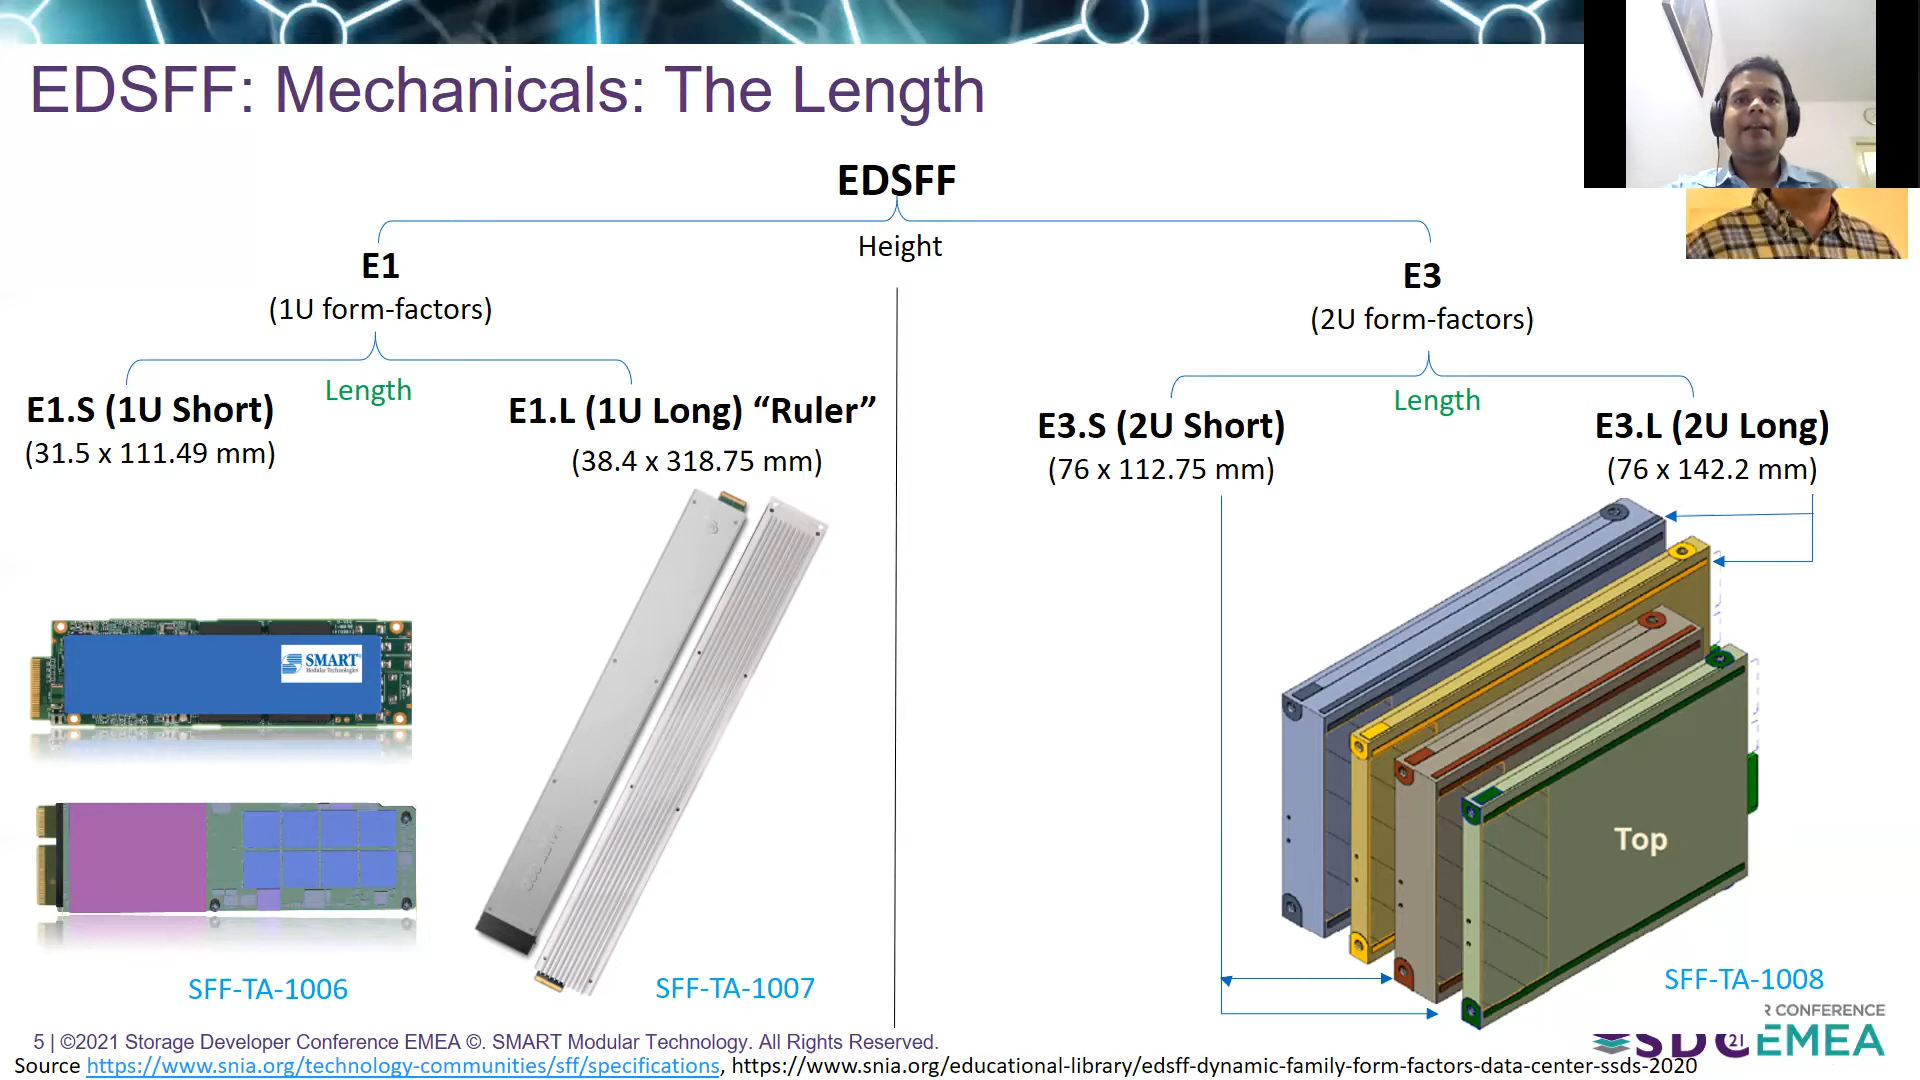 EDSFF: Mechanicals: The Length
EDSFF
Height
E1
(1U form-factors)
E3
(2U form-factors)
Length
E1.S (1U Short)
(31.5 x 111.49 mm)
E1.L (1U Long) “Ruler”
(38.4 x 318.75 mm)
Length
E3.S (2U Short)
(76 x 112.75 mm)
E3.L (2U Long)
(76 x 142.2 mm)
SMART
Modular Technologies
Top
SFF-TA-1006
SFF-TA-1007
SFF-TA-1008
R CONFERENCE
SDC 21 EMEA
5 | ©2021 Storage Developer Conference EMEA ©. SMART Modular Technology. All Rights Reserved.
Source https://www.snia.org/technology-communities/sff/specifications, https://www.snia.org/educational-library/edsff-dynamic-family-form-factors-data-center-ssds-2020